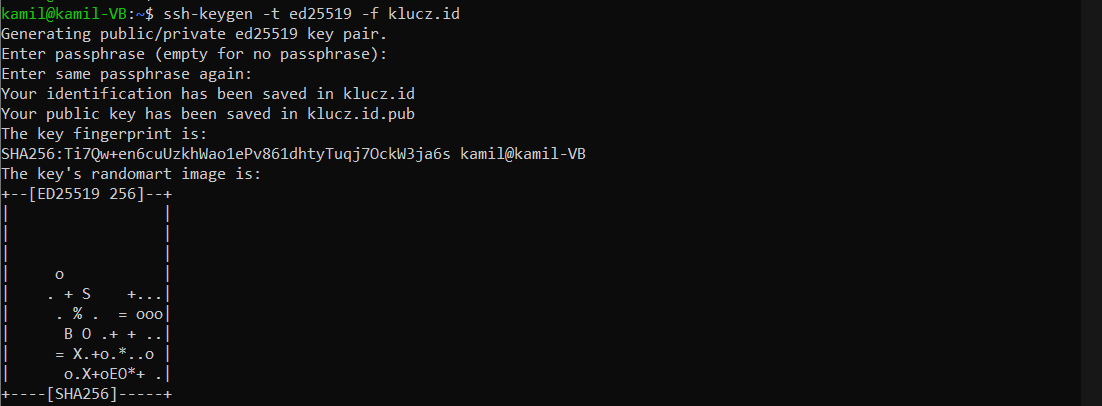 kamil@kamil-VB:~$ ssh-keygen -t ed25519 -f klucz.id
Generating public/private ed25519 key pair.
Enter passphrase (empty for no passphrase):
Enter same passphrase again:
Your identification has been saved in klucz.id
Your public key has been saved in klucz.id.pub
The key fingerprint is:
SHA256:Ti7Qw+en6cuUzkhWao1ePv861dhtyTuqj7OckW3ja6s kamil@kamil-VB
The key's randomart image is:
+--[ED25519 256]--+
|                 |
|                 |
|                 |
|     o           |
|    . + S    +...|
|     . % .  = ooo|
|      B O .+ + ..|
|     = X.+o.*..o |
|      o.X+oEO*+ .|
+----[SHA256]-----+